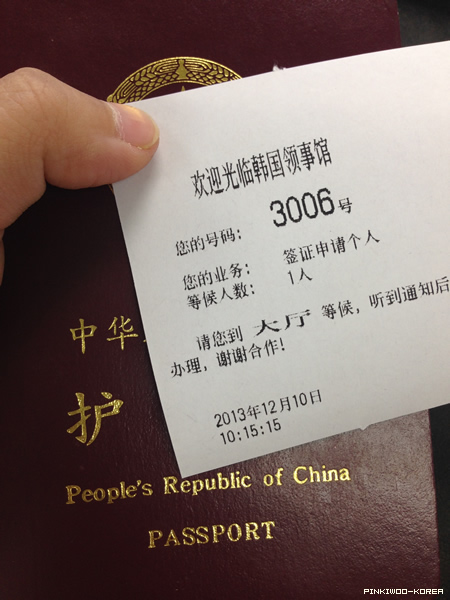 欢迎光临韩国领事馆
您的号码： 3006号
您的业务： 签证申请个人
等候人数： 1人
请您到 大厅 等候，听到通知后
办理，谢谢合作！
2013年12月10日
10:15:15
中华
护
People's Republic of China
PASSPORT
PINKIWOO-KOREA